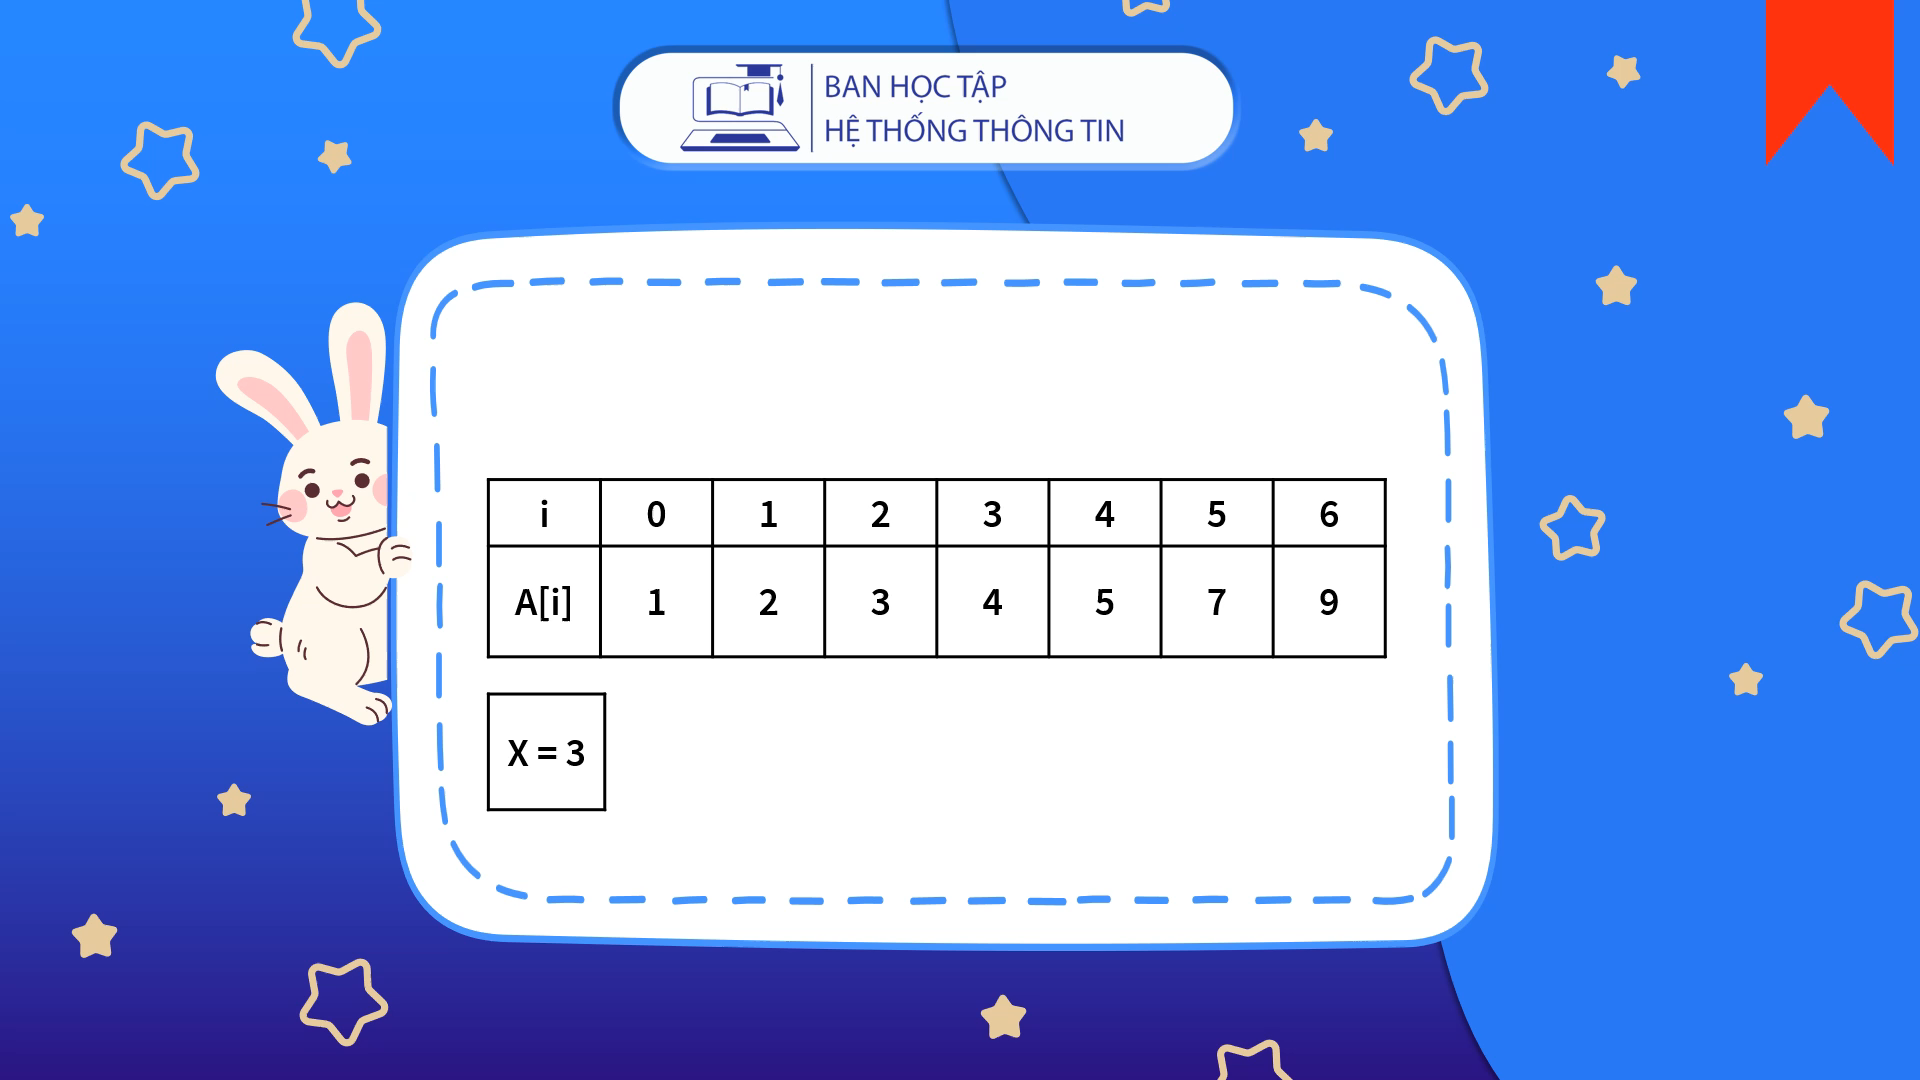 BAN HỌC TẬP
HỆ THỐNG THÔNG TIN
i 0 1 2 3 4 5 6
A[i] 1 2 3 4 5 7 9
X = 3